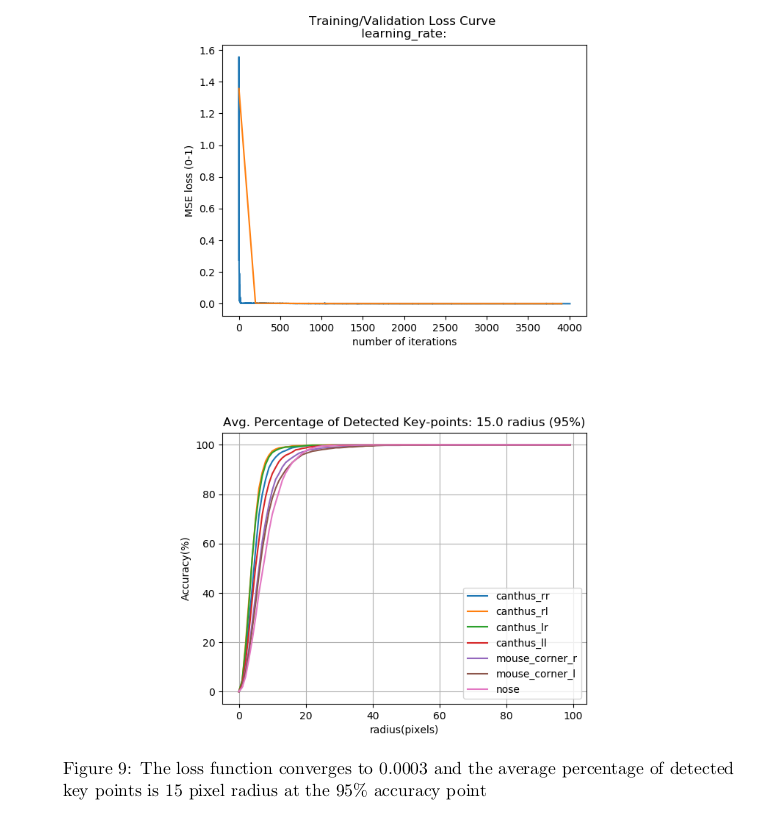 Training/Validation Loss Curve
learning_rate:
1.6
1.4
1.2
1.0
0.8
0.6
0.4
0.2
0.0
MSE loss (0-1)
0 500 1000 1500 2000 2500 3000 3500 4000
number of iterations
Avg. Percentage of Detected Key-points: 15.0 radius (95%)
100
80
60
40
20
0
Accuracy(%)
canthus_rr
canthus_rl
canthus_lr
canthus_ll
mouse_corner_r
mouse_corner_l
nose
0 20 40 60 80 100
radius(pixels)
Figure 9: The loss function converges to 0.0003 and the average percentage of detected
key points is 15 pixel radius at the 95% accuracy point